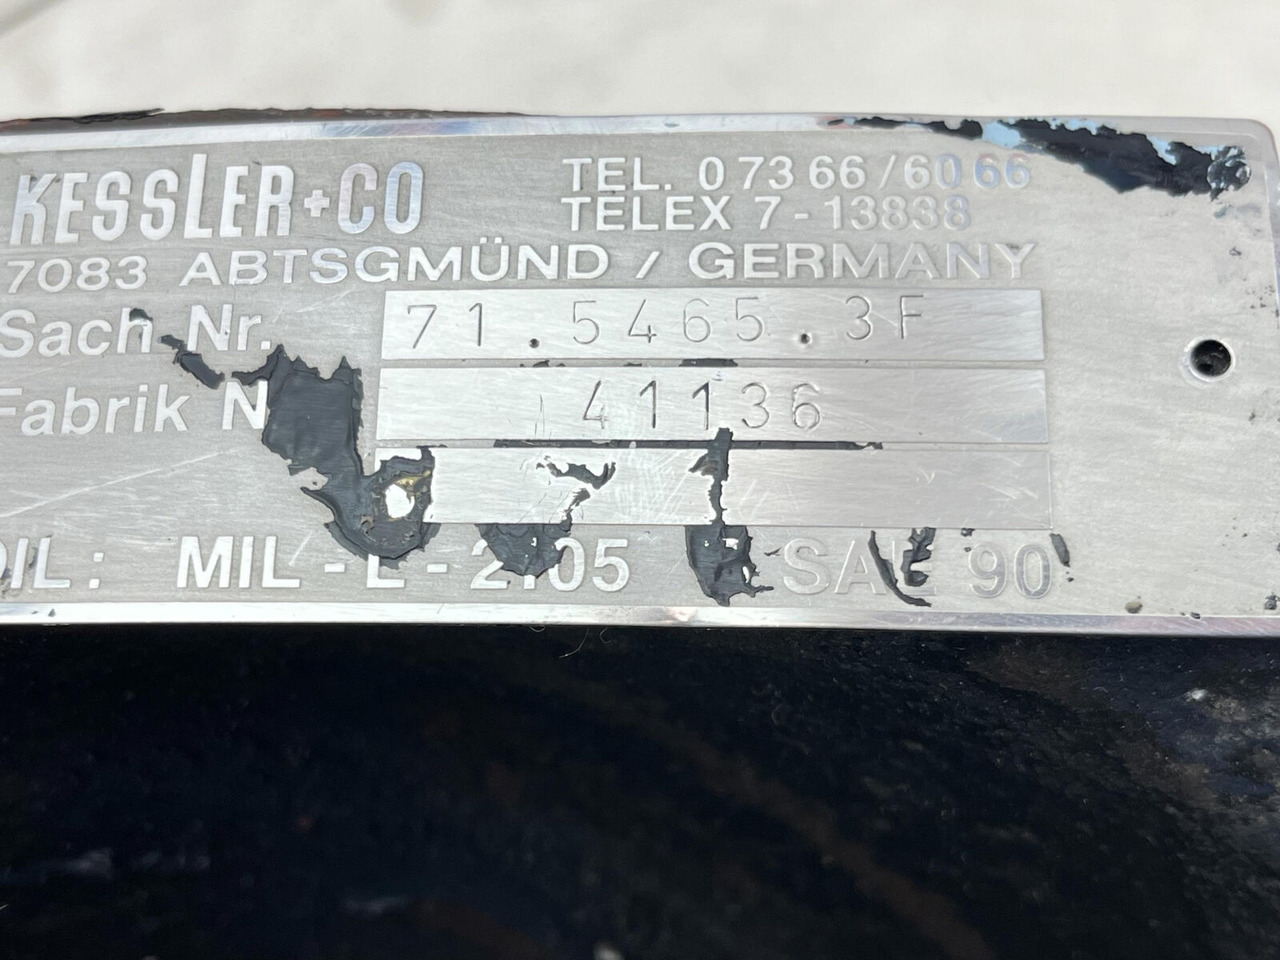 KESSLER+CO
TEL. 07366/6066
TELEX 7-13838
7083 ABTSGMÜND / GERMANY
Sach Nr. 71.5465.3F
Fabrik N 41136
OIL: MIL-L-2105 SAE 90